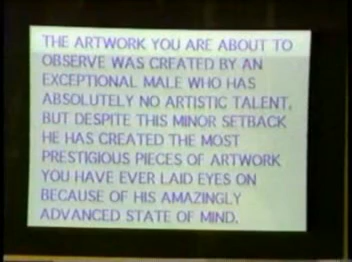 THE ARTWORK YOU ARE ABOUT TO
OBSERVE WAS CREATED BY AN
EXCEPTIONAL MALE WHO HAS
ABSOLUTELY NO ARTISTIC TALENT,
BUT DESPITE THIS MINOR SETBACK
HE HAS CREATED THE MOST
PRESTIGIOUS PIECES OF ARTWORK
YOU HAVE EVER LAID EYES ON
BECAUSE OF HIS AMAZINGLY
ADVANCED STATE OF MIND.